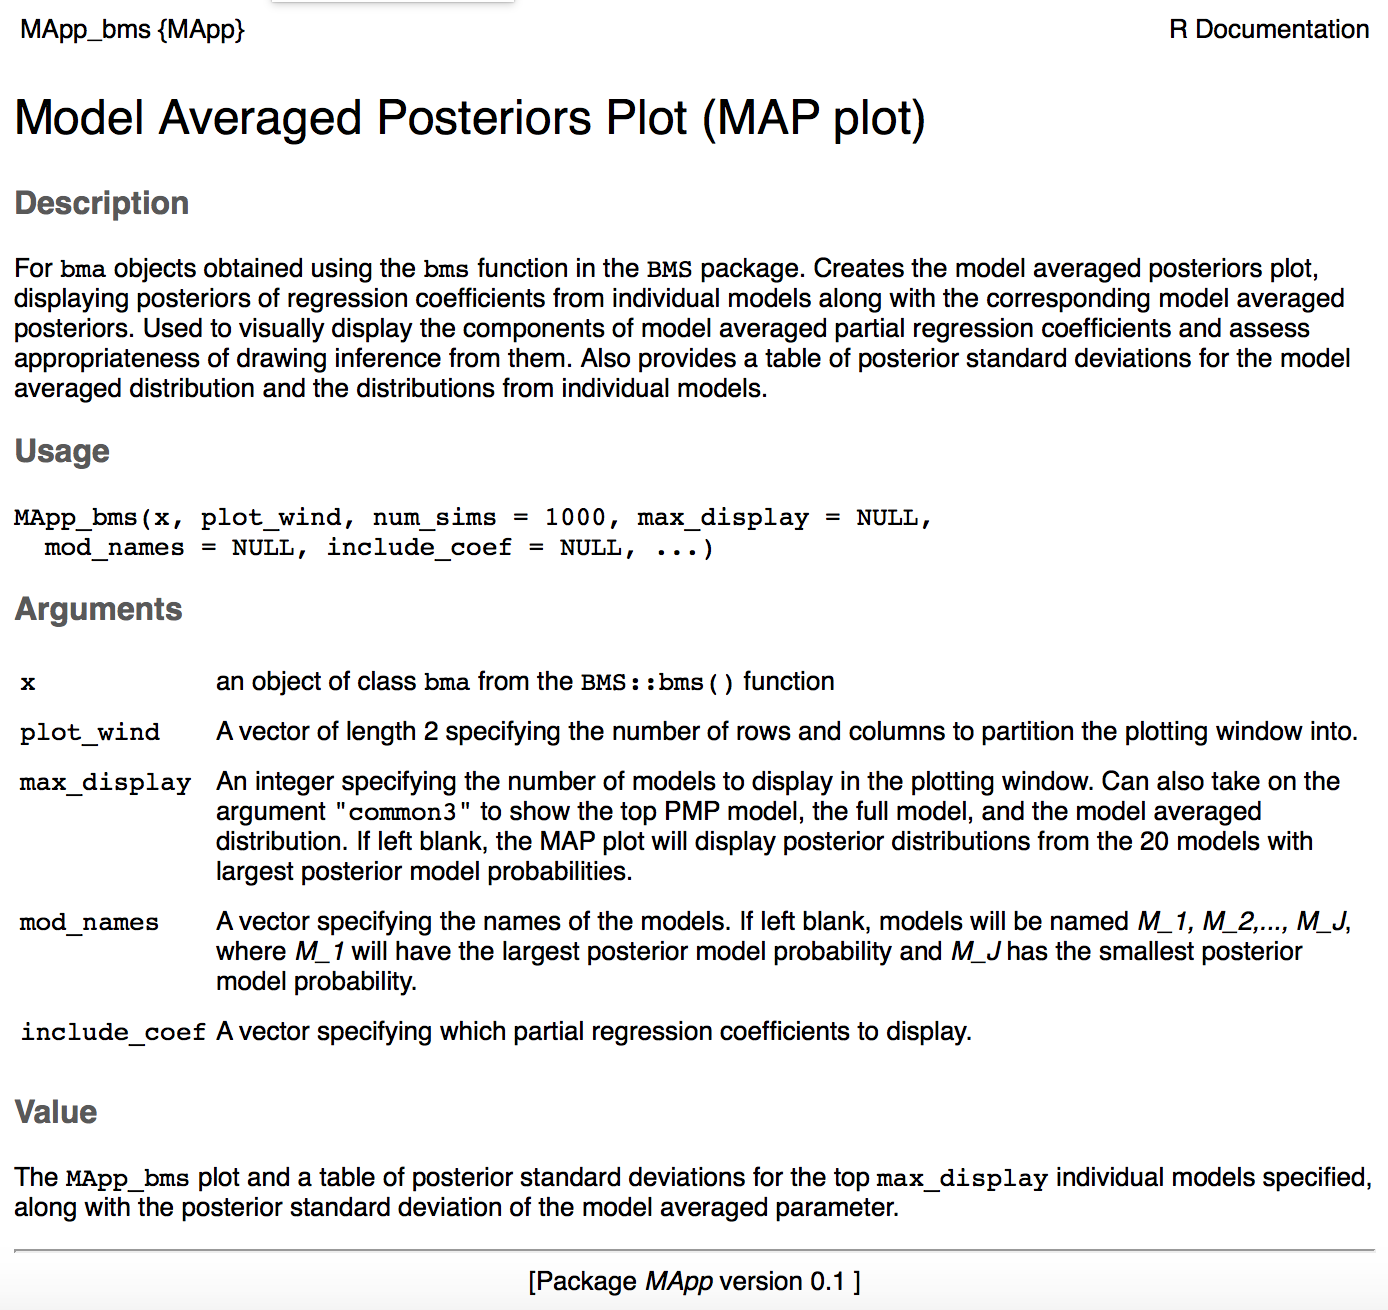 MApp_bms {MApp} R Documentation
Model Averaged Posteriors Plot (MAP plot)
Description
For bma objects obtained using the bms function in the BMS package. Creates the model averaged posteriors plot,
displaying posteriors of regression coefficients from individual models along with the corresponding model averaged
posteriors. Used to visually display the components of model averaged partial regression coefficients and assess
appropriateness of drawing inference from them. Also provides a table of posterior standard deviations for the model
averaged distribution and the distributions from individual models.
Usage
MApp_bms(x, plot_wind, num_sims = 1000, max_display = NULL,
  mod_names = NULL, include_coef = NULL, ...)
Arguments
x an object of class bma from the BMS::bms() function
plot_wind A vector of length 2 specifying the number of rows and columns to partition the plotting window into.
max_display An integer specifying the number of models to display in the plotting window. Can also take on the
argument "common3" to show the top PMP model, the full model, and the model averaged
distribution. If left blank, the MAP plot will display posterior distributions from the 20 models with
largest posterior model probabilities.
mod_names A vector specifying the names of the models. If left blank, models will be named M_1, M_2,..., M_J,
where M_1 will have the largest posterior model probability and M_J has the smallest posterior
model probability.
include_coef A vector specifying which partial regression coefficients to display.
Value
The MApp_bms plot and a table of posterior standard deviations for the top max_display individual models specified,
along with the posterior standard deviation of the model averaged parameter.
[Package MApp version 0.1 ]